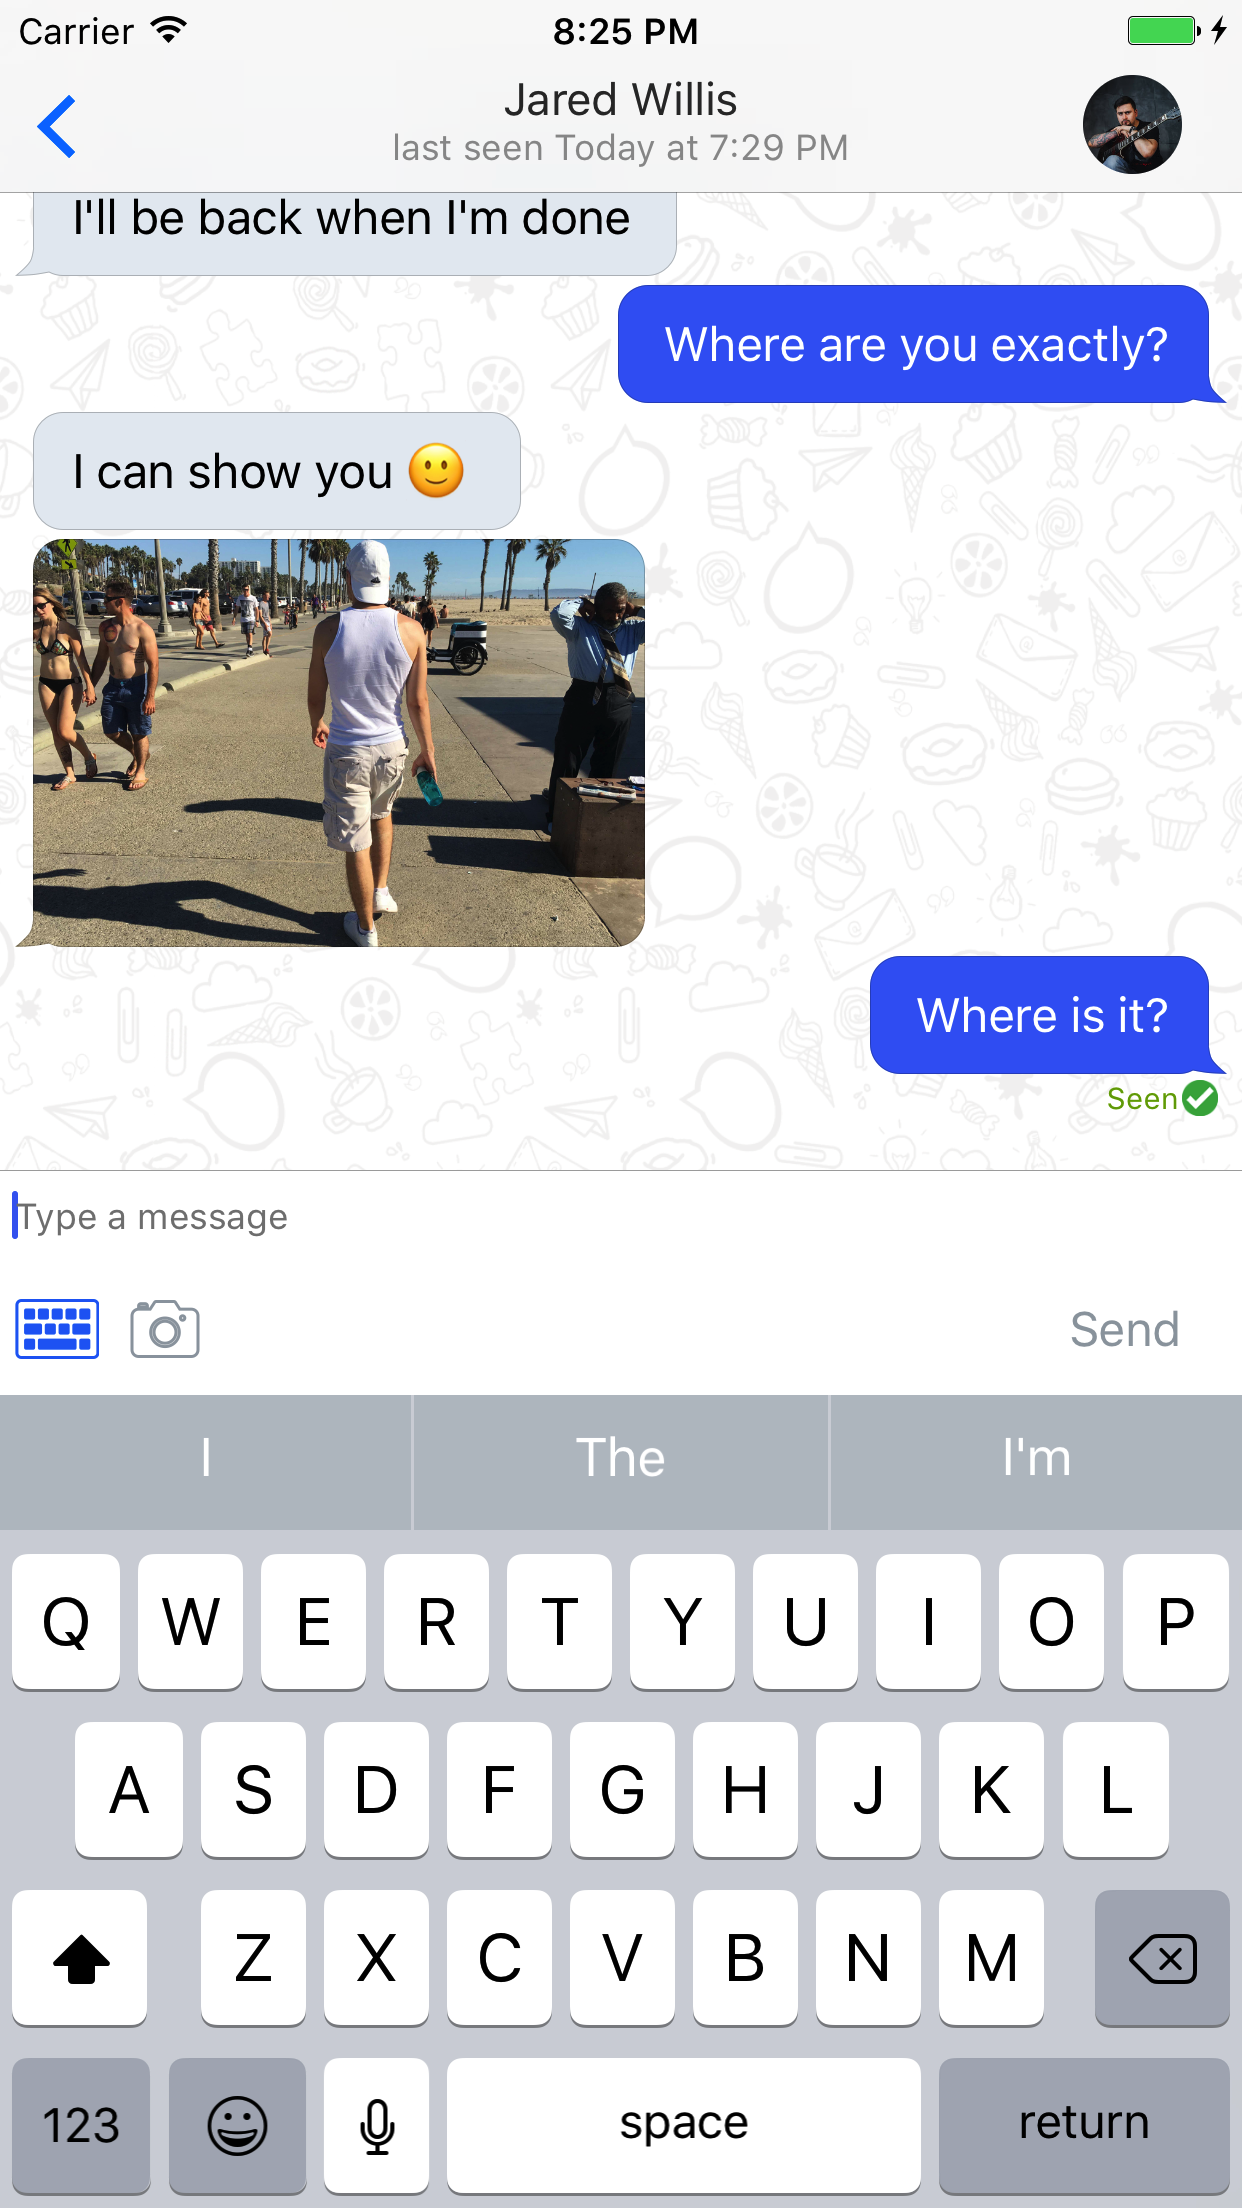 Carrier 8:25 PM
Jared Willis
last seen Today at 7:29 PM
I'll be back when I'm done
Where are you exactly?
I can show you 🙂
Where is it?
Seen
Type a message
Send
I The I'm
Q W E R T Y U I O P
A S D F G H J K L
Z X C V B N M
123 space return